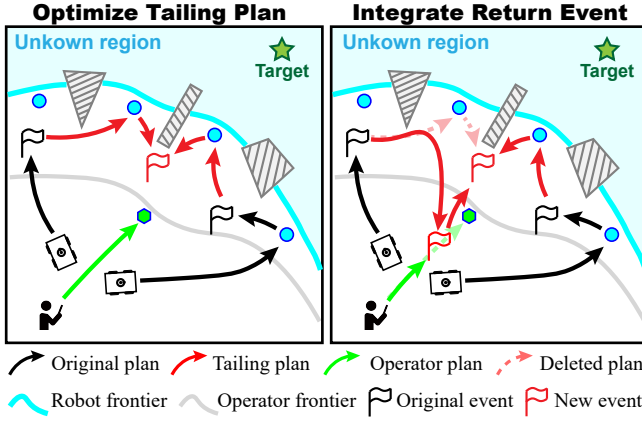 Optimize Tailing Plan
Integrate Return Event
Unkown region
Target
Unkown region
Target
Original plan
Tailing plan
Operator plan
Deleted plan
Robot frontier
Operator frontier
Original event
New event